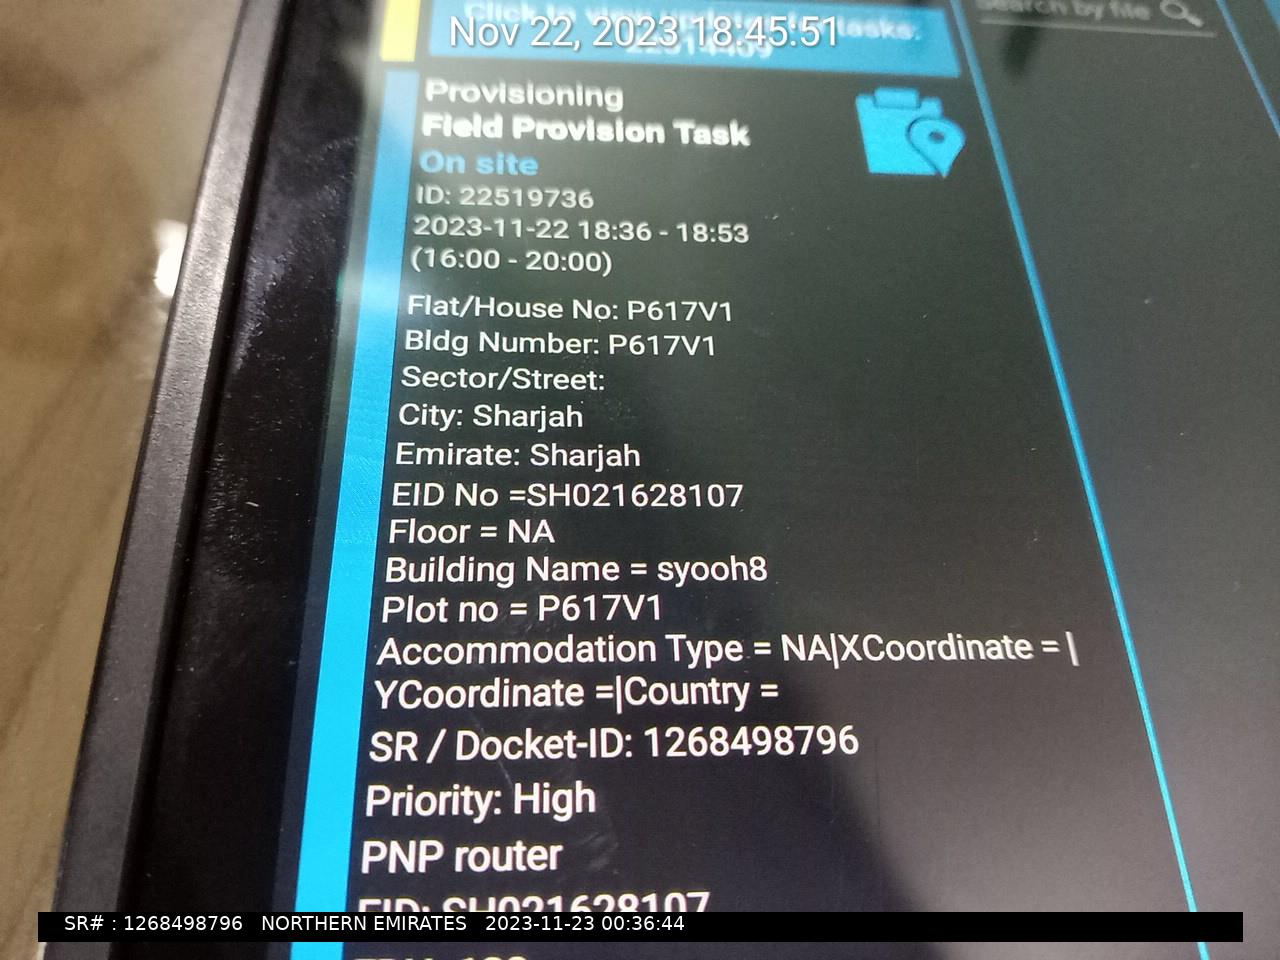 Click to view updated tasks.
Nov 22, 2023 18:45:51
Search by file
Provisioning
Field Provision Task
On site
ID: 22519736
2023-11-22 18:36 - 18:53
(16:00 - 20:00)
Flat/House No: P617V1
Bldg Number: P617V1
Sector/Street:
City: Sharjah
Emirate: Sharjah
EID No =SH021628107
Floor = NA
Building Name = syooh8
Plot no = P617V1
Accommodation Type = NA|XCoordinate = |
YCoordinate =|Country =
SR / Docket-ID: 1268498796
Priority: High
PNP router
EID: SH021628107
SR# : 1268498796 NORTHERN EMIRATES 2023-11-23 00:36:44